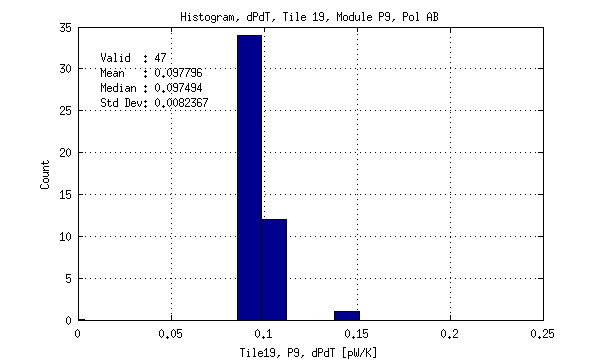 Histogram, dPdT, Tile 19, Module P9, Pol AB
35
30
25
20
15
10
5
0
Count
Valid : 47
Mean : 0.097796
Median : 0.097494
Std Dev: 0.0082367
0 0.05 0.1 0.15 0.2 0.25
Tile19, P9, dPdT [pW/K]